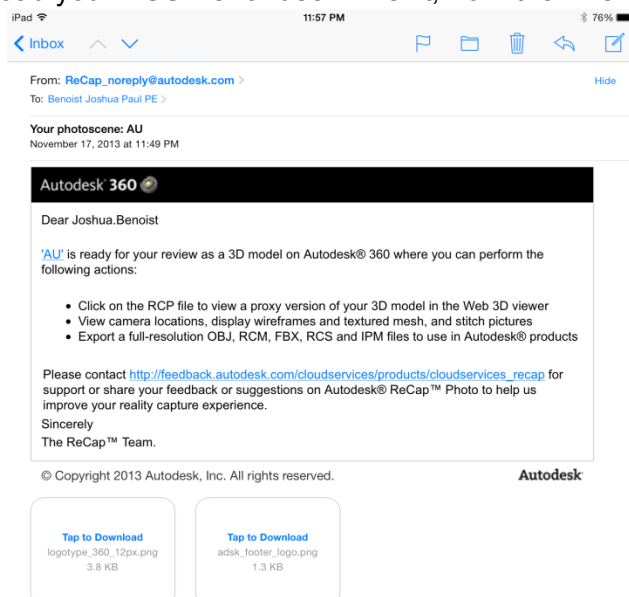 iPad 11:57 PM 76%
Inbox
From: ReCap_noreply@autodesk.com
Hide
To: Benoist Joshua Paul PE
Your photoscene: AU
November 17, 2013 at 11:49 PM
Autodesk® 360
Dear Joshua.Benoist
'AU' is ready for your review as a 3D model on Autodesk® 360 where you can perform the
following actions:
• Click on the RCP file to view a proxy version of your 3D model in the Web 3D viewer
• View camera locations, display wireframes and textured mesh, and stitch pictures
• Export a full-resolution OBJ, RCM, FBX, RCS and IPM files to use in Autodesk® products
Please contact http://feedback.autodesk.com/cloudservices/products/cloudservices_recap for
support or share your feedback or suggestions on Autodesk® ReCap™ Photo to help us
improve your reality capture experience.
Sincerely
The ReCap™ Team.
© Copyright 2013 Autodesk, Inc. All rights reserved. Autodesk
Tap to Download
logotype_360_12px.png
3.8 KB
Tap to Download
adsk_footer_logo.png
1.3 KB